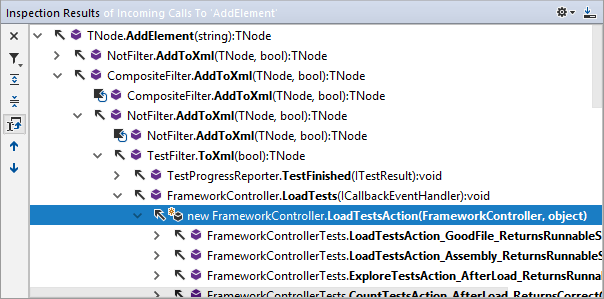 Inspection Results of Incoming Calls To 'AddElement'
TNode.AddElement(string):TNode
NotFilter.AddToXml(TNode, bool):TNode
CompositeFilter.AddToXml(TNode, bool):TNode
CompositeFilter.AddToXml(TNode, bool):TNode
NotFilter.AddToXml(TNode, bool):TNode
NotFilter.AddToXml(TNode, bool):TNode
TestFilter.ToXml(bool):TNode
TestProgressReporter.TestFinished(ITestResult):void
FrameworkController.LoadTests(ICallbackEventHandler):void
new FrameworkController.LoadTestsAction(FrameworkController, object)
FrameworkControllerTests.LoadTestsAction_GoodFile_ReturnsRunnableS
FrameworkControllerTests.LoadTestsAction_Assembly_ReturnsRunnableS
FrameworkControllerTests.ExploreTestsAction_AfterLoad_ReturnsRunnab
FrameworkControllerTests.CountTestsAction_AfterLoad_ReturnsCorrect